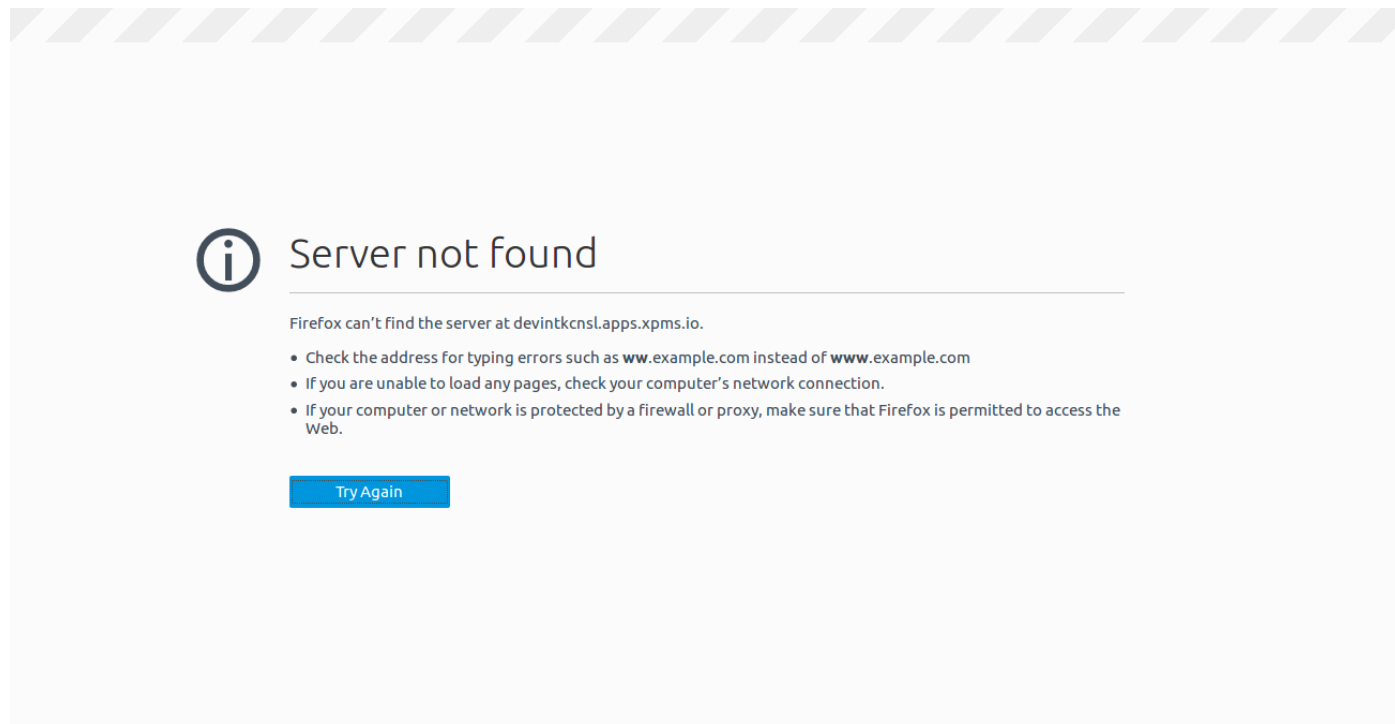 Server not found
Firefox can’t find the server at devintkcnsl.apps.xpms.io.
• Check the address for typing errors such as ww.example.com instead of www.example.com
• If you are unable to load any pages, check your computer’s network connection.
• If your computer or network is protected by a firewall or proxy, make sure that Firefox is permitted to access the
Web.
Try Again